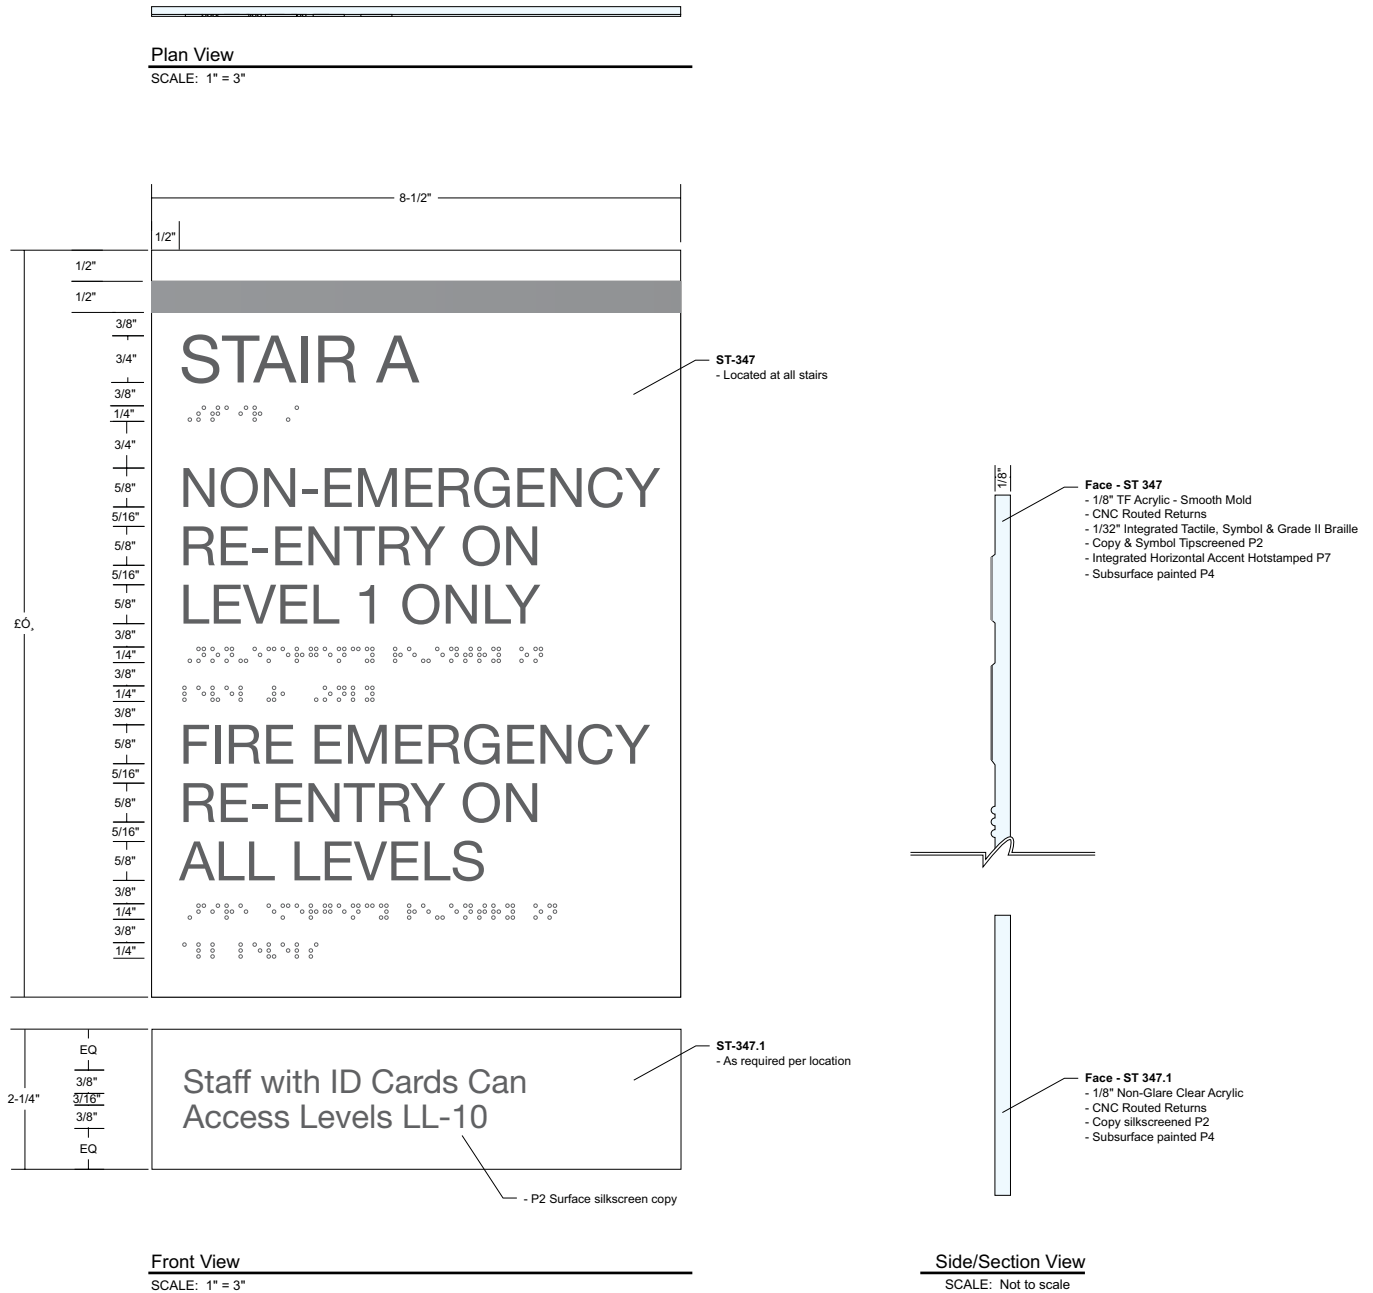 Plan View
SCALE: 1" = 3"
8-1/2"
1/2"
1/2"
1/2"
3/8"
3/4"
3/8"
1/4"
3/4"
5/8"
5/16"
5/8"
5/16"
5/8"
3/8"
1/4"
3/8"
1/4"
3/8"
5/8"
5/16"
5/8"
5/16"
5/8"
3/8"
1/4"
3/8"
1/4"
£Ó¸
STAIR A
NON-EMERGENCY
RE-ENTRY ON
LEVEL 1 ONLY
FIRE EMERGENCY
RE-ENTRY ON
ALL LEVELS
ST-347
- Located at all stairs
2-1/4"
EQ
3/8"
3/16"
3/8"
EQ
Staff with ID Cards Can
Access Levels LL-10
ST-347.1
- As required per location
- P2 Surface silkscreen copy
Front View
SCALE: 1" = 3"
1/8"
Face - ST 347
- 1/8" TF Acrylic - Smooth Mold
- CNC Routed Returns
- 1/32" Integrated Tactile, Symbol & Grade II Braille
- Copy & Symbol Tipscreened P2
- Integrated Horizontal Accent Hotstamped P7
- Subsurface painted P4
Face - ST 347.1
- 1/8" Non-Glare Clear Acrylic
- CNC Routed Returns
- Copy silkscreened P2
- Subsurface painted P4
Side/Section View
SCALE: Not to scale